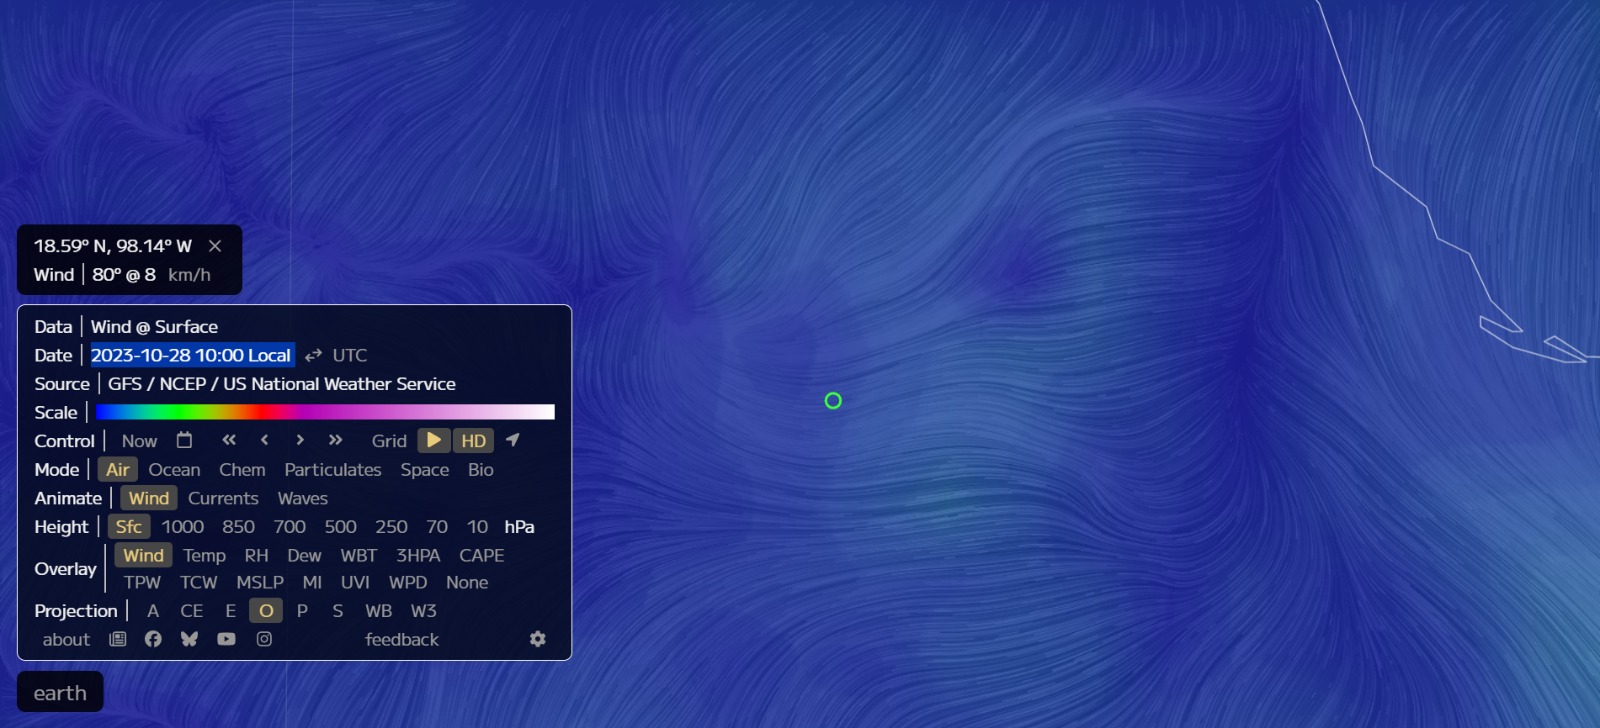 18.59° N, 98.14° W ×
Wind | 80° @ 8 km/h
Data | Wind @ Surface
Date | 2023-10-28 10:00 Local ⇄ UTC
Source | GFS / NCEP / US National Weather Service
Scale |
Control | Now « ‹ › » Grid HD
Mode | Air Ocean Chem Particulates Space Bio
Animate | Wind Currents Waves
Height | Sfc 1000 850 700 500 250 70 10 hPa
Overlay | Wind Temp RH Dew WBT 3HPA CAPE
TPW TCW MSLP MI UVI WPD None
Projection | A CE E O P S WB W3
about feedback
earth